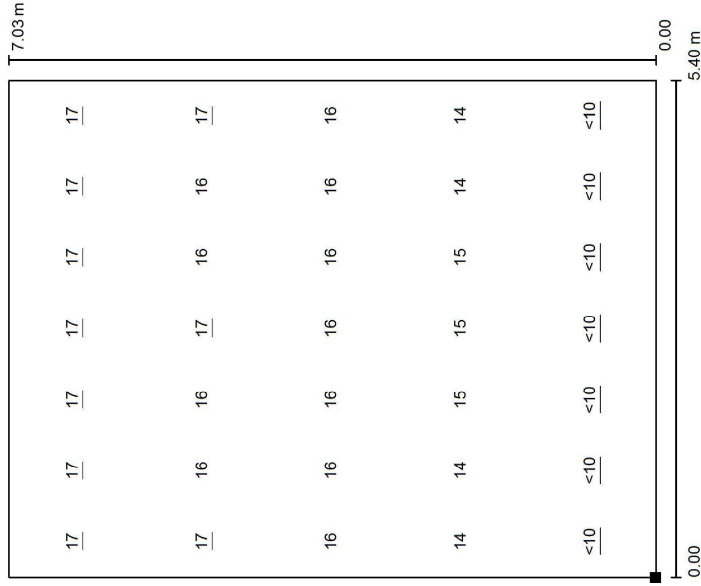 7.03 m
17 17 17 17 17 17 17
17 16 16 17 16 16 17
16 16 16 16 16 16 16
14 14 15 15 15 14 14
<10 <10 <10 <10 <10 <10 <10
0.00
0.00 5.40 m